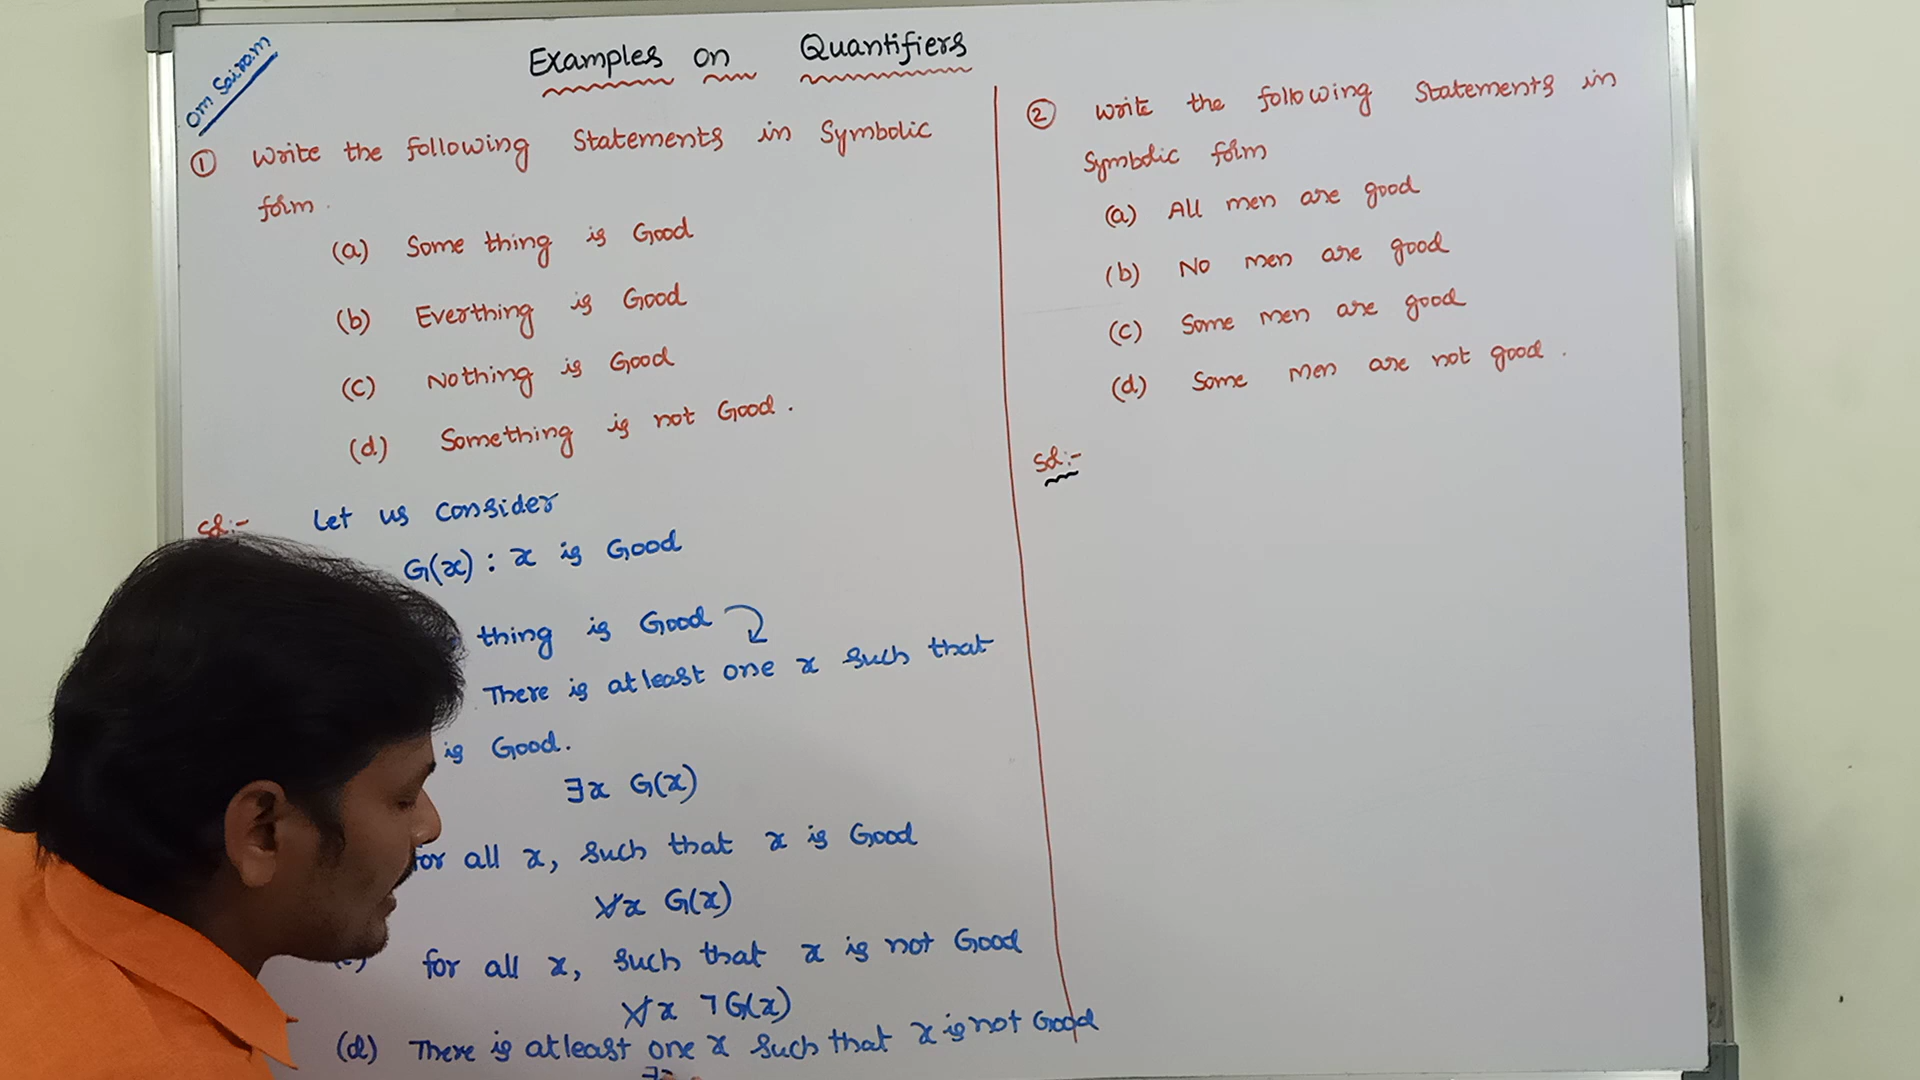 Om Sairam
Examples on Quantifiers
① Write the following Statements in Symbolic
form.
(a) Some thing is Good
(b) Everthing is Good
(c) Nothing is Good
(d) Something is not Good.
Sol:- Let us consider
G(x) : x is Good
thing is Good
There is atleast one x such that
is Good.
∃x G(x)
for all x, such that x is Good
∀x G(x)
for all x, such that x is not Good
∀x ¬G(x)
(d) There is atleast one x such that x is not Good
② Write the following Statements in
Symbolic form
(a) All men are good
(b) No men are good
(c) Some men are good
(d) Some men are not good.
Sol:-